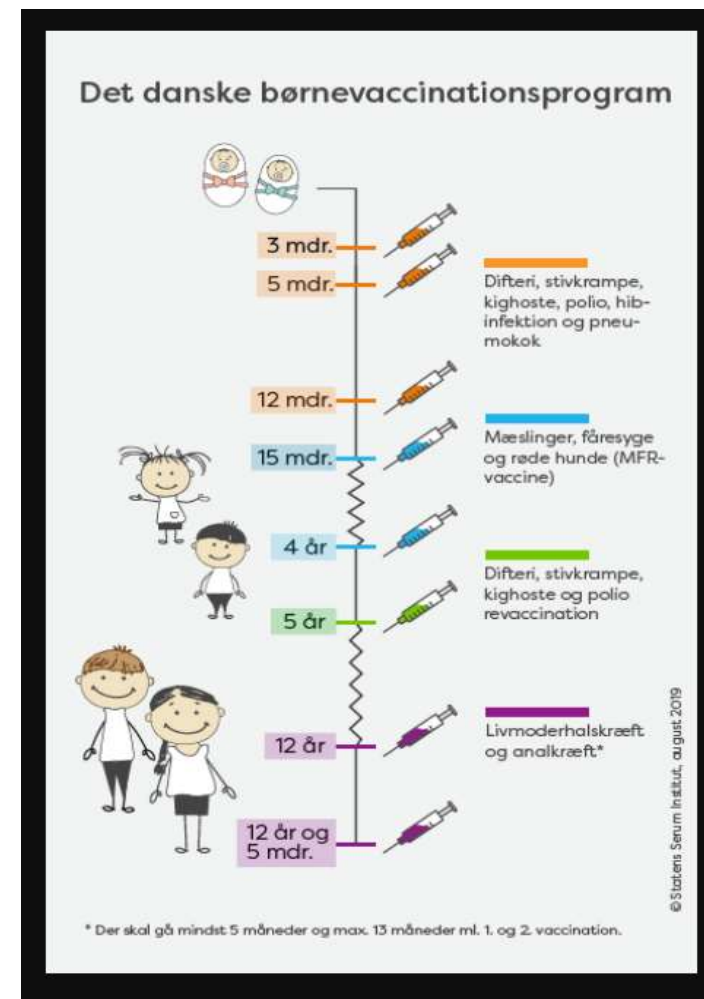 Det danske børnevaccinationsprogram
3 mdr.
5 mdr.
Difteri, stivkrampe,
kighoste, polio, hib-
infektion og pneu-
mokok
12 mdr.
15 mdr.
Mæslinger, fåresyge
og røde hunde (MFR-
vaccine)
4 år
Difteri, stivkrampe,
kighoste og polio
revaccination
5 år
12 år
Livmoderhalskræft
og analkræft*
12 år og
5 mdr.
© Statens Serum Institut, august 2019
* Der skal gå mindst 5 måneder og max. 13 måneder ml. 1. og 2. vaccination.